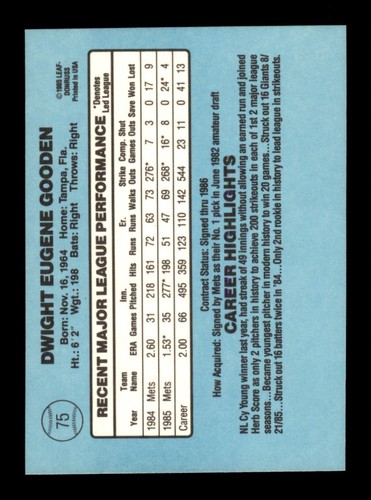 75
DWIGHT EUGENE GOODEN
Born: Nov. 16, 1964 Home: Tampa, Fla.
Ht.: 6'2" Wgt.: 198 Bats: Right Throws: Right
© 1985 LEAF-
DONRUSS
Printed in USA
RECENT MAJOR LEAGUE PERFORMANCE
*Denotes
Led League
Team Inn. Er. Strike Comp. Shut
Year Name ERA Games Pitched Hits Runs Runs Walks Outs Games Outs Save Won Lost
1984 Mets 2.60 31 218 161 72 63 73 276* 7 3 0 17 9
1985 Mets 1.53* 35 277* 198 51 47 69 268* 16* 8 0 24* 4
Career 2.00 66 495 359 123 110 142 544 23 11 0 41 13
Contract Status: Signed thru 1986
How Acquired: Signed by Mets as their No. 1 pick in June 1982 amateur draft
CAREER HIGHLIGHTS
NL Cy Young winner last year, had streak of 49 innings without allowing an earned run and joined
Herb Score as only 2 pitchers in history to achieve 200 strikeouts in each of 1st 2 major league
seasons...Became youngest pitcher in modern history to win 20 games...Struck out 16 Giants 8/
21/85...Struck out 16 batters twice in '84...Only 2nd rookie in history to lead league in strikeouts.